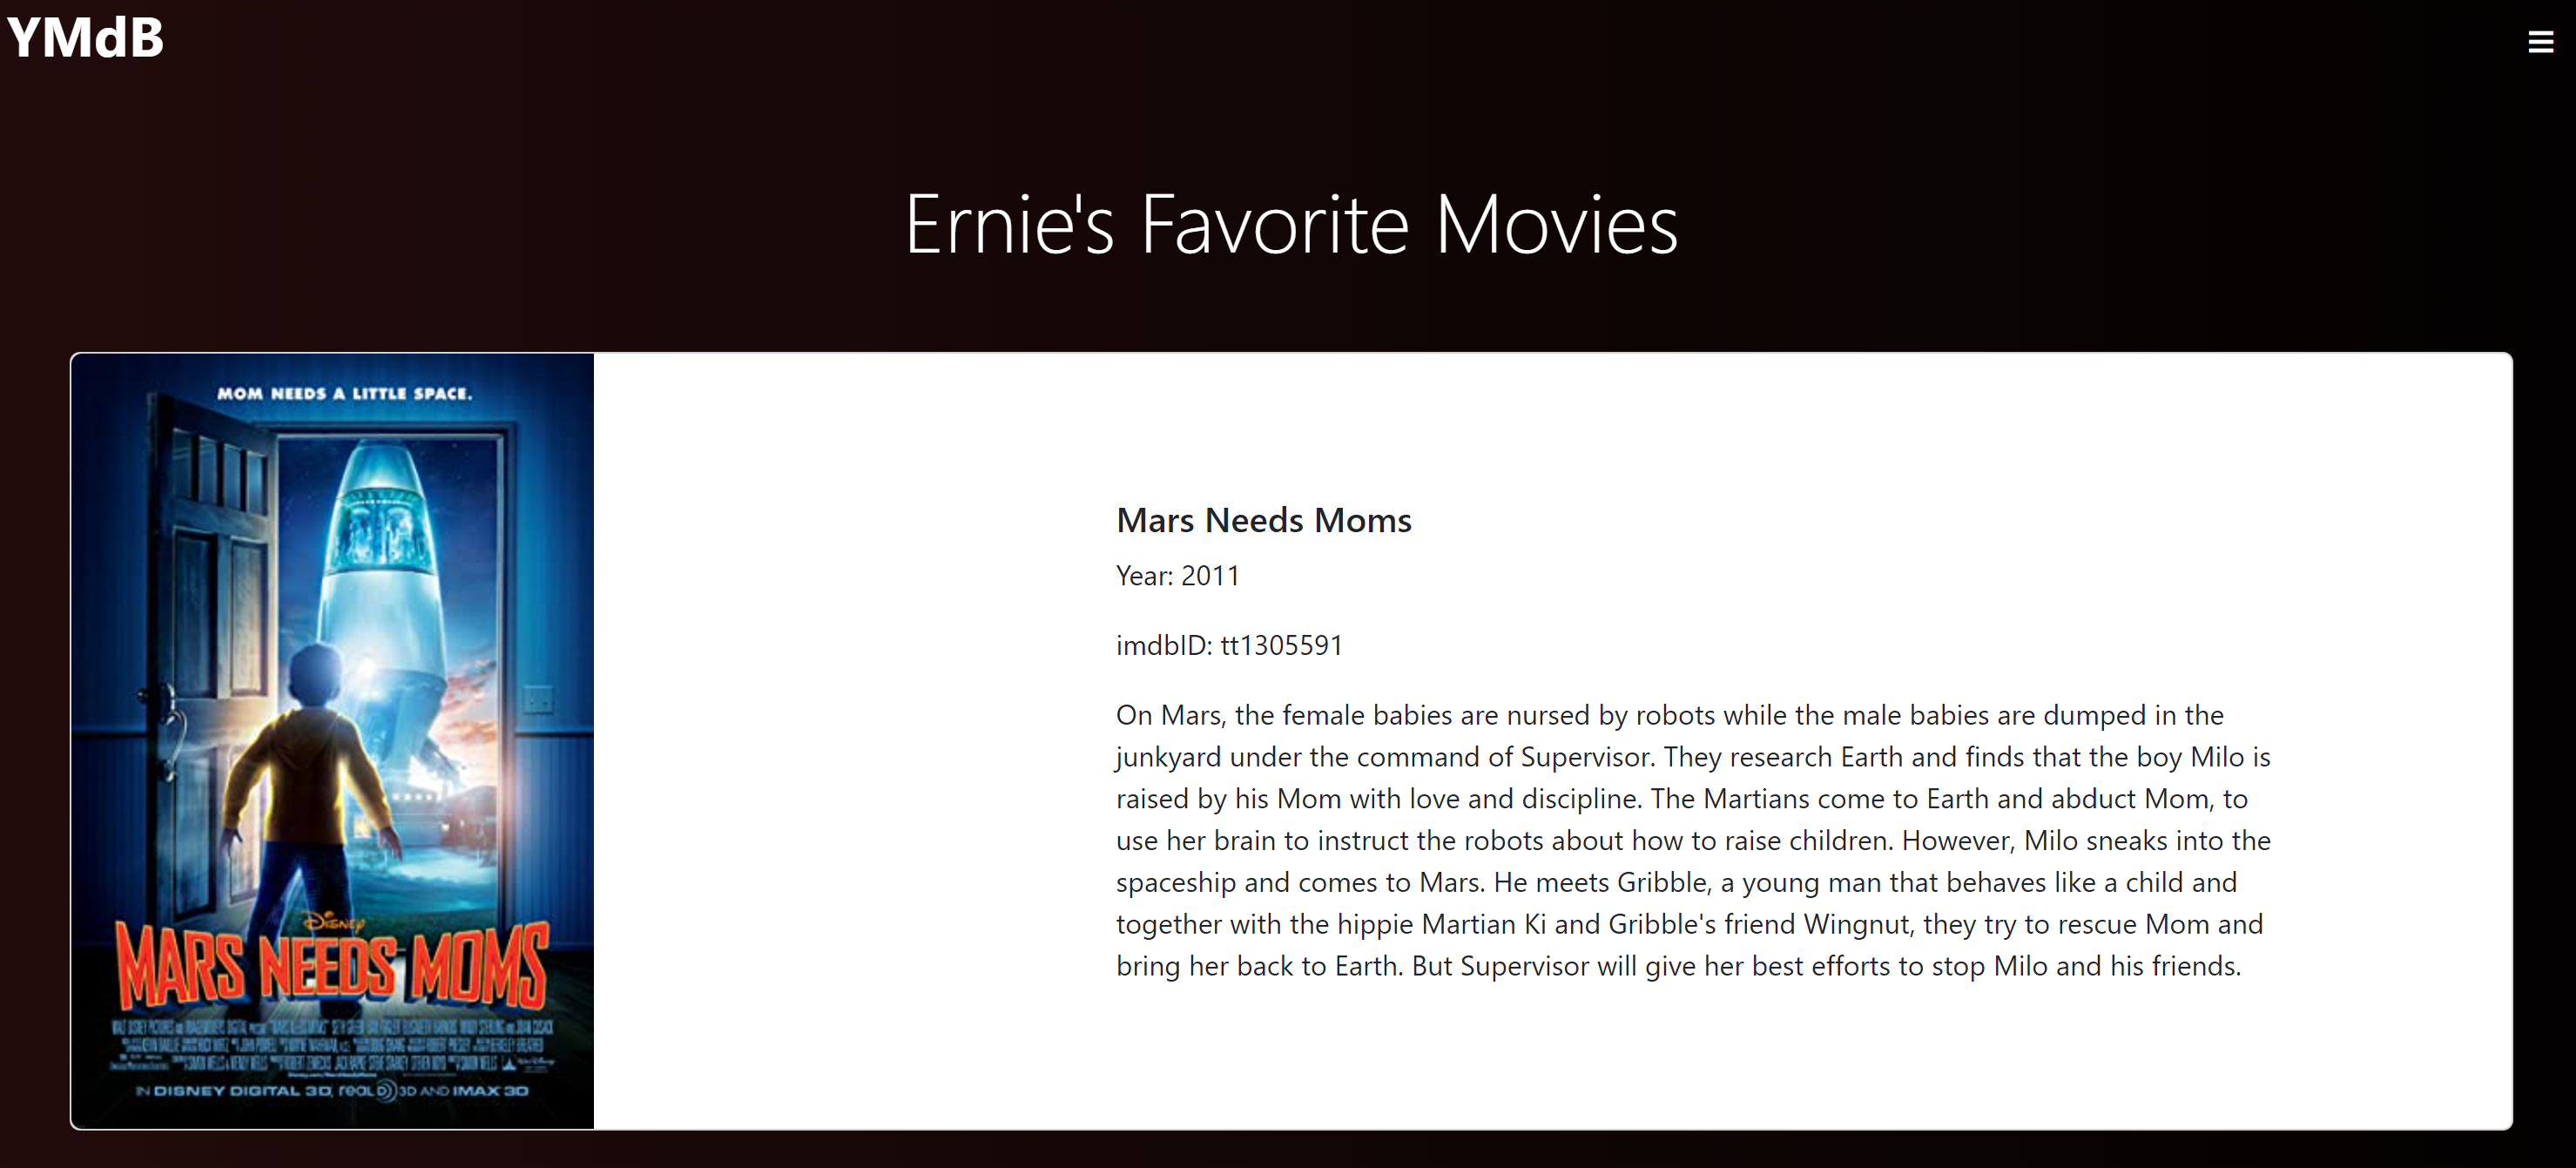 YMdB
Ernie's Favorite Movies
MOM NEEDS A LITTLE SPACE.
DISNEY
MARS NEEDS MOMS
IN DISNEY DIGITAL 3D, REAL D 3D AND IMAX 3D
Mars Needs Moms
Year: 2011
imdbID: tt1305591
On Mars, the female babies are nursed by robots while the male babies are dumped in the
junkyard under the command of Supervisor. They research Earth and finds that the boy Milo is
raised by his Mom with love and discipline. The Martians come to Earth and abduct Mom, to
use her brain to instruct the robots about how to raise children. However, Milo sneaks into the
spaceship and comes to Mars. He meets Gribble, a young man that behaves like a child and
together with the hippie Martian Ki and Gribble's friend Wingnut, they try to rescue Mom and
bring her back to Earth. But Supervisor will give her best efforts to stop Milo and his friends.